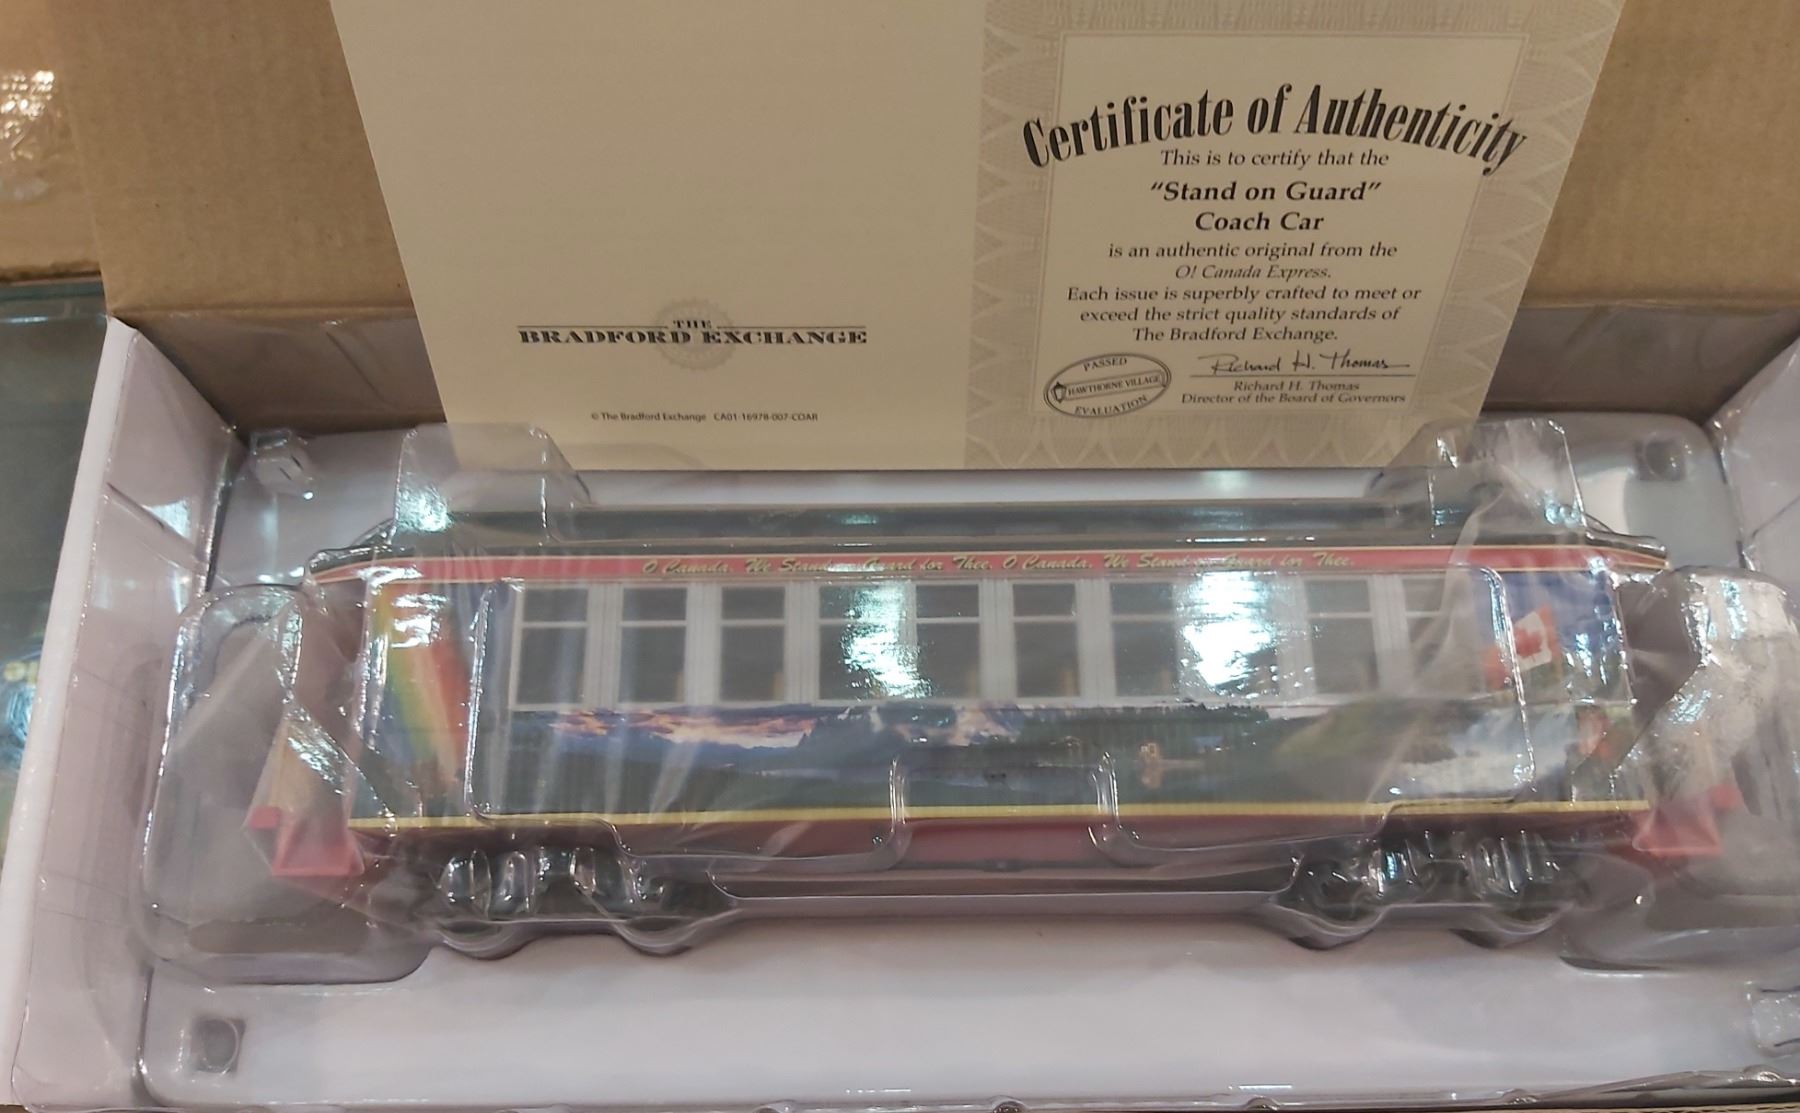 Certificate of Authenticity
This is to certify that the
“Stand on Guard”
Coach Car
is an authentic original from the
O! Canada Express.
Each issue is superbly crafted to meet or
exceed the strict quality standards of
The Bradford Exchange.
PASSED
HAWTHORNE VILLAGE
EVALUATION
Richard H. Thomas
Richard H. Thomas
Director of the Board of Governors
THE
BRADFORD EXCHANGE
© The Bradford Exchange CA01-16978-007-COAR
O Canada, We Stand on Guard for Thee, O Canada, We Stand on Guard for Thee.